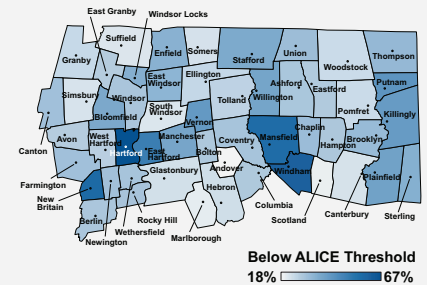 East Granby
Windsor Locks
Suffield
Granby
Enfield
Somers
Stafford
Union
Woodstock
Thompson
East
Windsor
Ellington
Simsbury
Windsor
Tolland
Willington
Ashford
Eastford
Putnam
Bloomfield
South
Windsor
Vernon
Pomfret
Killingly
Avon
West
Hartford
Hartford
East
Hartford
Manchester
Bolton
Coventry
Mansfield
Chaplin
Hampton
Brooklyn
Canton
Glastonbury
Andover
Windham
Plainfield
Farmington
Hebron
New
Britain
Columbia
Scotland
Canterbury
Sterling
Berlin
Rocky Hill
Wethersfield
Newington
Marlborough
Below ALICE Threshold
18%
67%